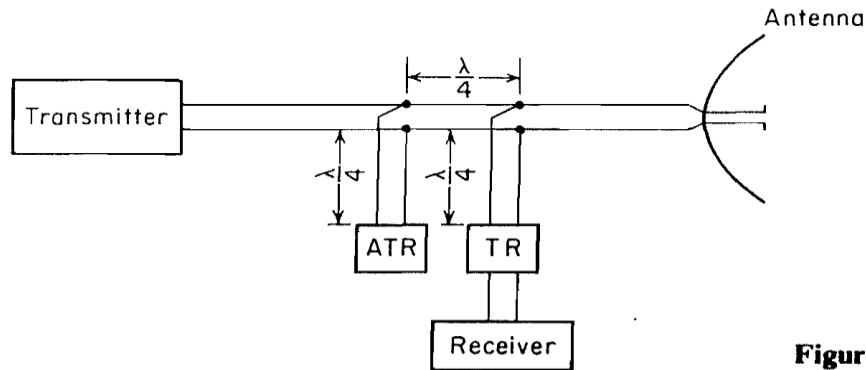 Antenna
λ
4
Transmitter
λ
4
λ
4
ATR
TR
Receiver
Figur